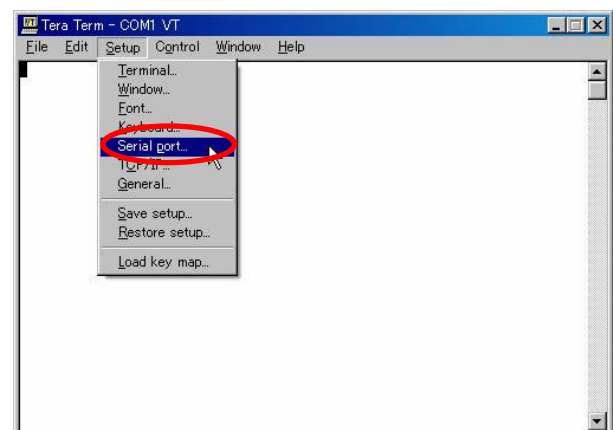 Tera Term - COM1 VT
File Edit Setup Control Window Help
Terminal...
Window...
Font...
Keyboard...
Serial port...
TCP/IP...
General...
Save setup...
Restore setup...
Load key map...